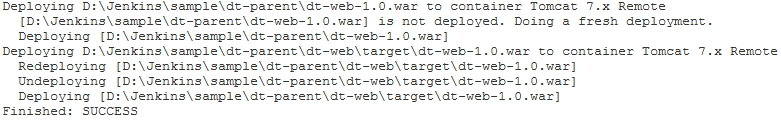 Deploying D:\Jenkins\sample\dt-parent\dt-web-1.0.war to container Tomcat 7.x Remote
[D:\Jenkins\sample\dt-parent\dt-web-1.0.war] is not deployed. Doing a fresh deployment.
Deploying [D:\Jenkins\sample\dt-parent\dt-web-1.0.war]
Deploying D:\Jenkins\sample\dt-parent\dt-web\target\dt-web-1.0.war to container Tomcat 7.x Remote
Redeploying [D:\Jenkins\sample\dt-parent\dt-web\target\dt-web-1.0.war]
Undeploying [D:\Jenkins\sample\dt-parent\dt-web\target\dt-web-1.0.war]
Deploying [D:\Jenkins\sample\dt-parent\dt-web\target\dt-web-1.0.war]
Finished: SUCCESS